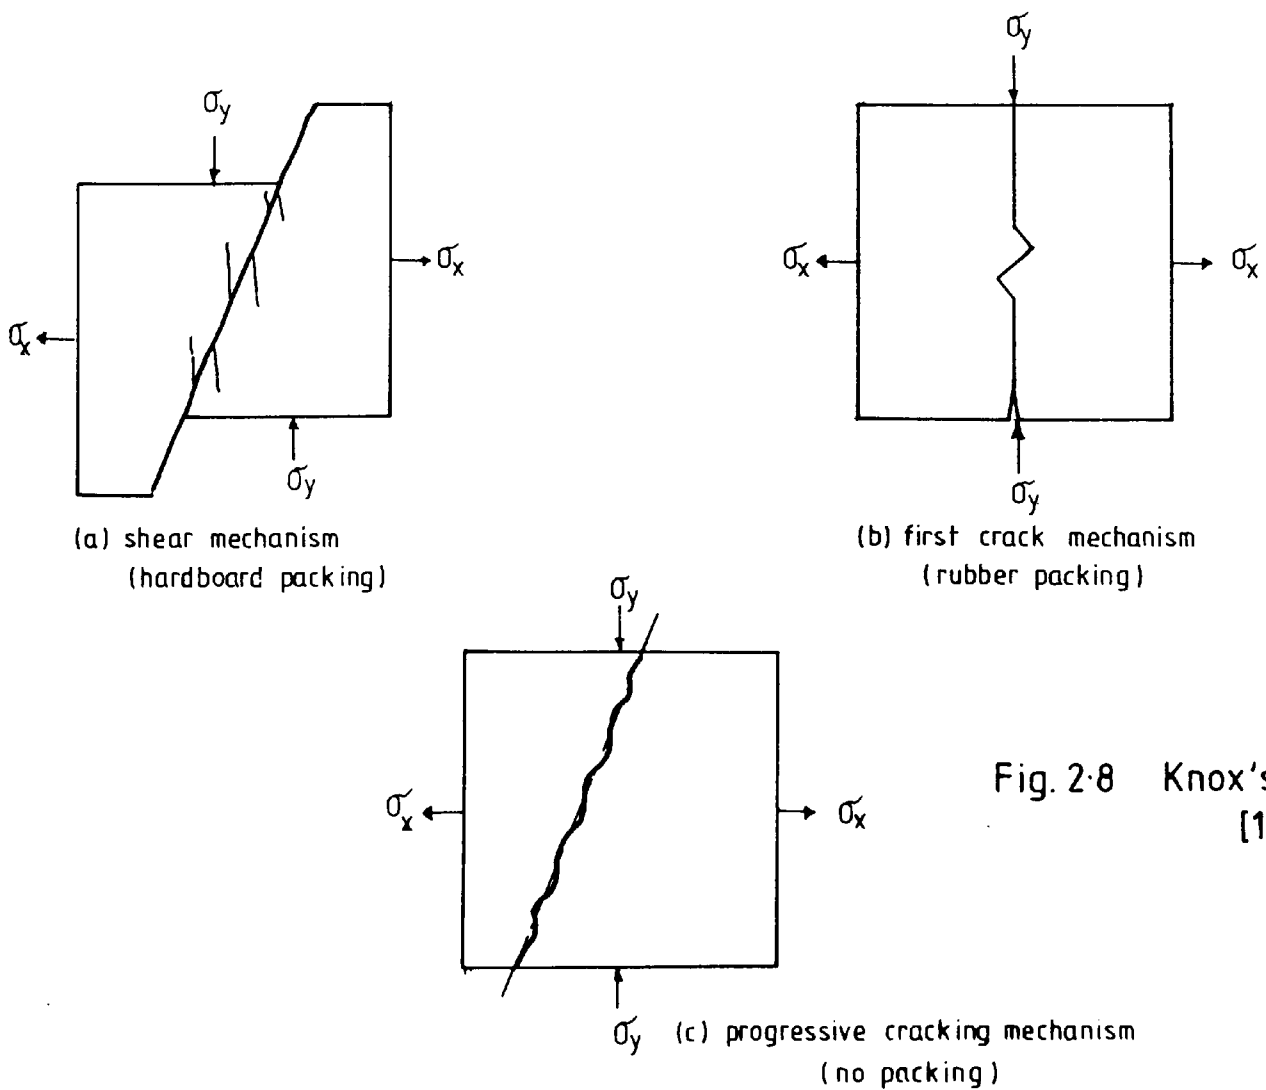 σy
σy
σx
σx
σy
(a) shear mechanism
(hardboard packing)
σx
σx
σy
(b) first crack mechanism
(rubber packing)
σy
σx
σx
σy
(c) progressive cracking mechanism
(no packing)
Fig. 2·8 Knox's
[1